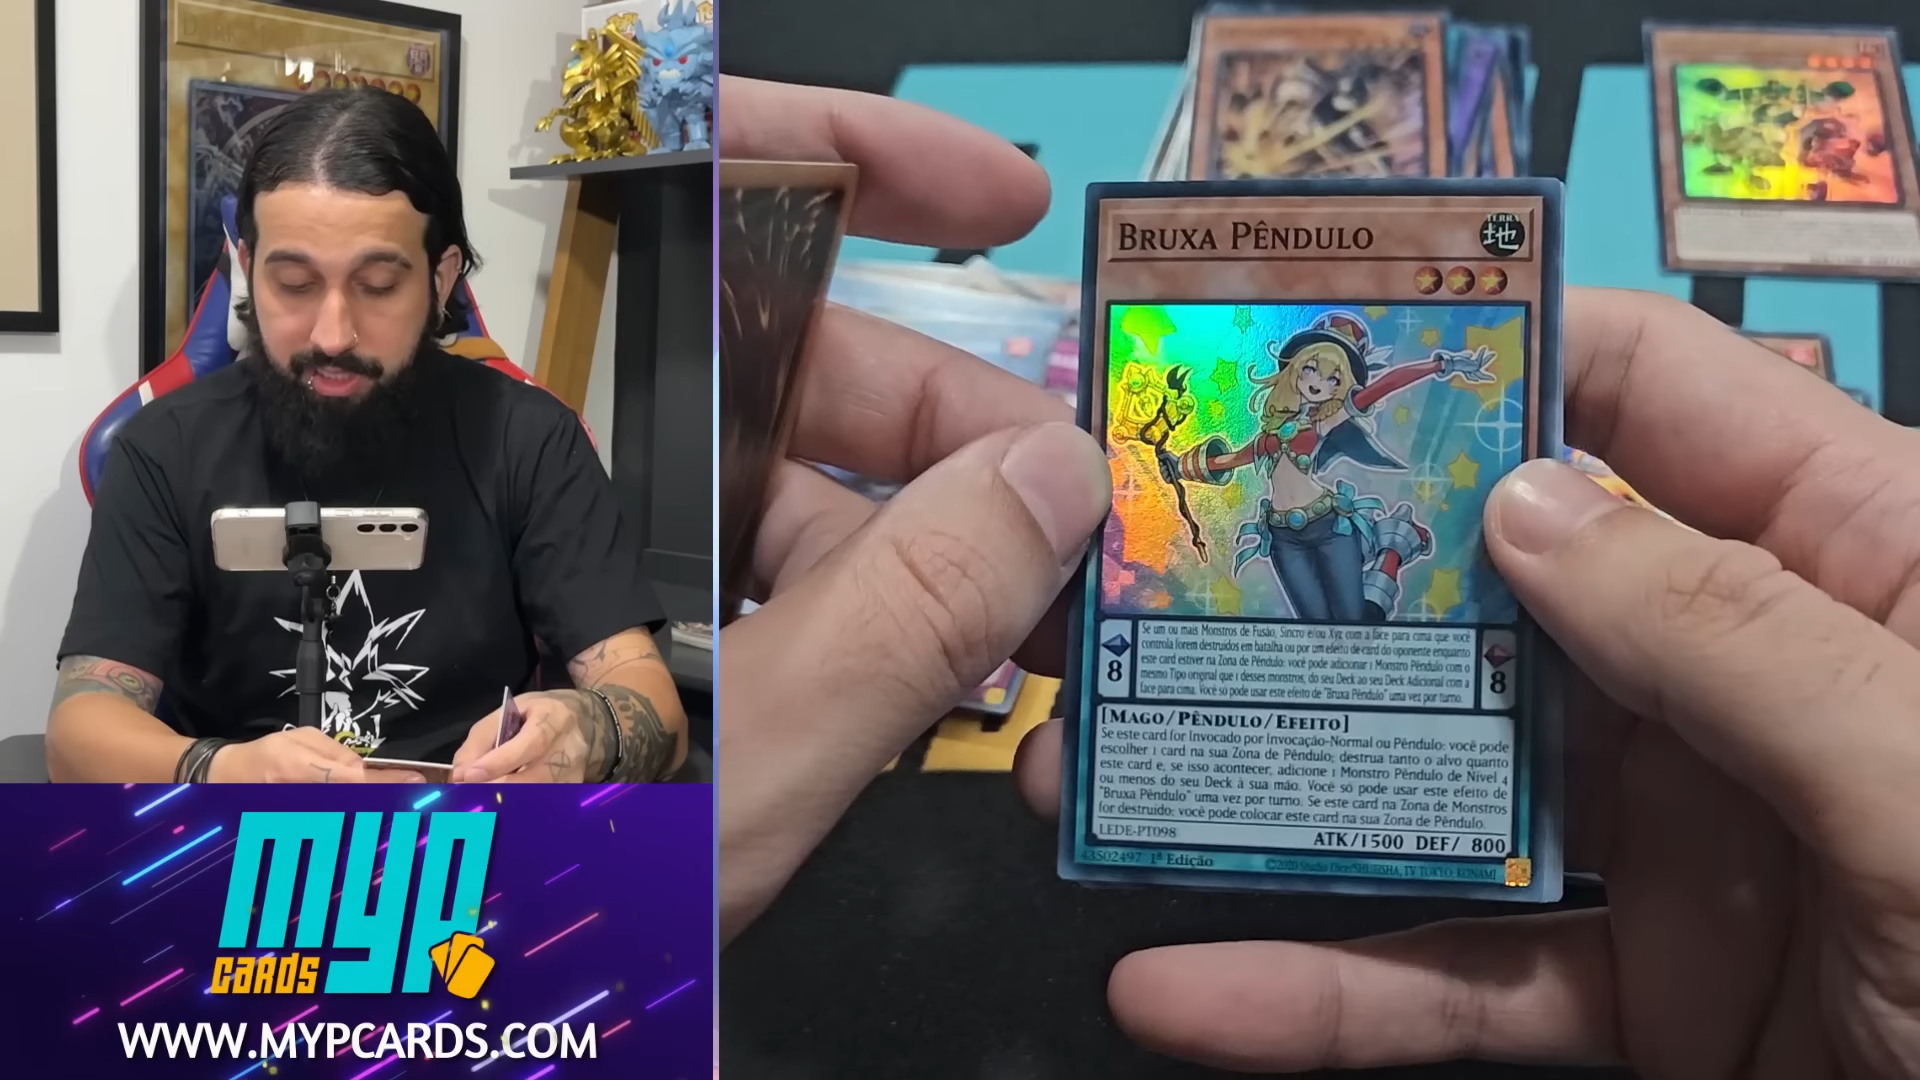 MYP
CARDS
WWW.MYPCARDS.COM
BRUXA PÊNDULO
TERRA
地
Se um ou mais Monstros de Fusão, Sincro e/ou Xyz com a face para cima que você
controla forem destruídos em batalha ou por um efeito de card do oponente enquanto
este card estiver na Zona de Pêndulo: você pode adicionar 1 Monstro Pêndulo com o
mesmo Tipo original que 1 desses monstros, do seu Deck ao seu Deck Adicional com a
face para cima. Você só pode usar este efeito de "Bruxa Pêndulo" uma vez por turno.
8
8
[MAGO/PÊNDULO/EFEITO]
Se este card for Invocado por Invocação-Normal ou Pêndulo: você pode
escolher 1 card na sua Zona de Pêndulo; destrua tanto o alvo quanto
este card e, se isso acontecer, adicione 1 Monstro Pêndulo de Nível 4
ou menos do seu Deck à sua mão. Você só pode usar este efeito de
"Bruxa Pêndulo" uma vez por turno. Se este card na Zona de Monstros
for destruído: você pode colocar este card na sua Zona de Pêndulo.
LEDE-PT098
ATK/1500 DEF/ 800
43502497 1ª Edição
©2020 Studio Dice/SHUEISHA, TV TOKYO, KONAMI